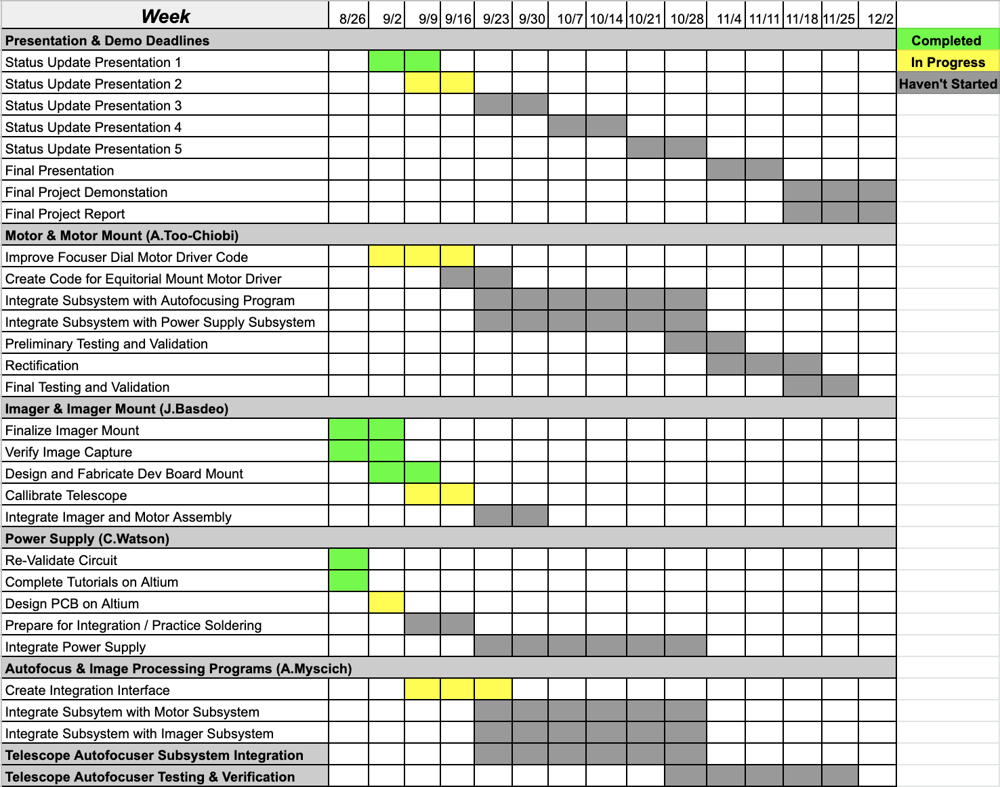 Week 8/26 9/2 9/9 9/16 9/23 9/30 10/7 10/14 10/21 10/28 11/4 11/11 11/18 11/25 12/2
Presentation & Demo Deadlines Completed
Status Update Presentation 1 In Progress
Status Update Presentation 2 Haven't Started
Status Update Presentation 3
Status Update Presentation 4
Status Update Presentation 5
Final Presentation
Final Project Demonstation
Final Project Report
Motor & Motor Mount (A.Too-Chiobi)
Improve Focuser Dial Motor Driver Code
Create Code for Equitorial Mount Motor Driver
Integrate Subsystem with Autofocusing Program
Integrate Subsystem with Power Supply Subsystem
Preliminary Testing and Validation
Rectification
Final Testing and Validation
Imager & Imager Mount (J.Basdeo)
Finalize Imager Mount
Verify Image Capture
Design and Fabricate Dev Board Mount
Callibrate Telescope
Integrate Imager and Motor Assembly
Power Supply (C.Watson)
Re-Validate Circuit
Complete Tutorials on Altium
Design PCB on Altium
Prepare for Integration / Practice Soldering
Integrate Power Supply
Autofocus & Image Processing Programs (A.Myscich)
Create Integration Interface
Integrate Subsytem with Motor Subsystem
Integrate Subsystem with Imager Subsystem
Telescope Autofocuser Subsystem Integration
Telescope Autofocuser Testing & Verification